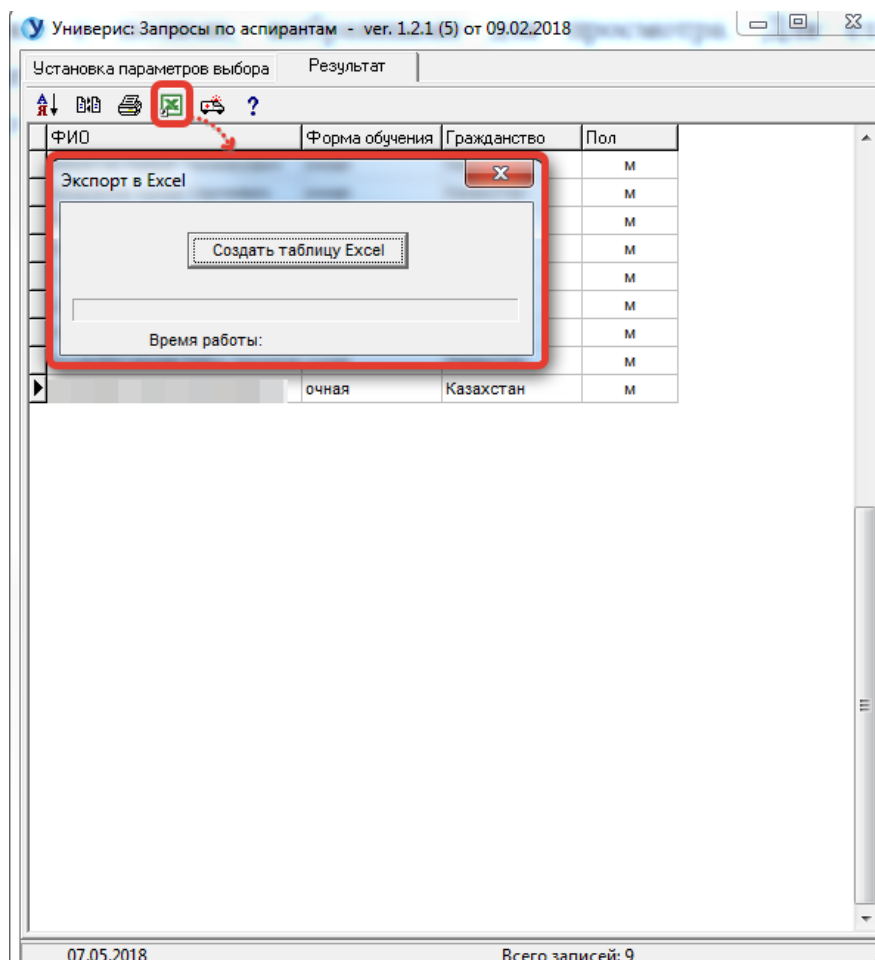 Универис: Запросы по аспирантам - ver. 1.2.1 (5) от 09.02.2018
Установка параметров выбора Результат
ФИО Форма обучения Гражданство Пол
м
Экспорт в Excel
м
м
Создать таблицу Excel м
м
м
Время работы: м
м
очная Казахстан м
07.05.2018 Всего записей: 9